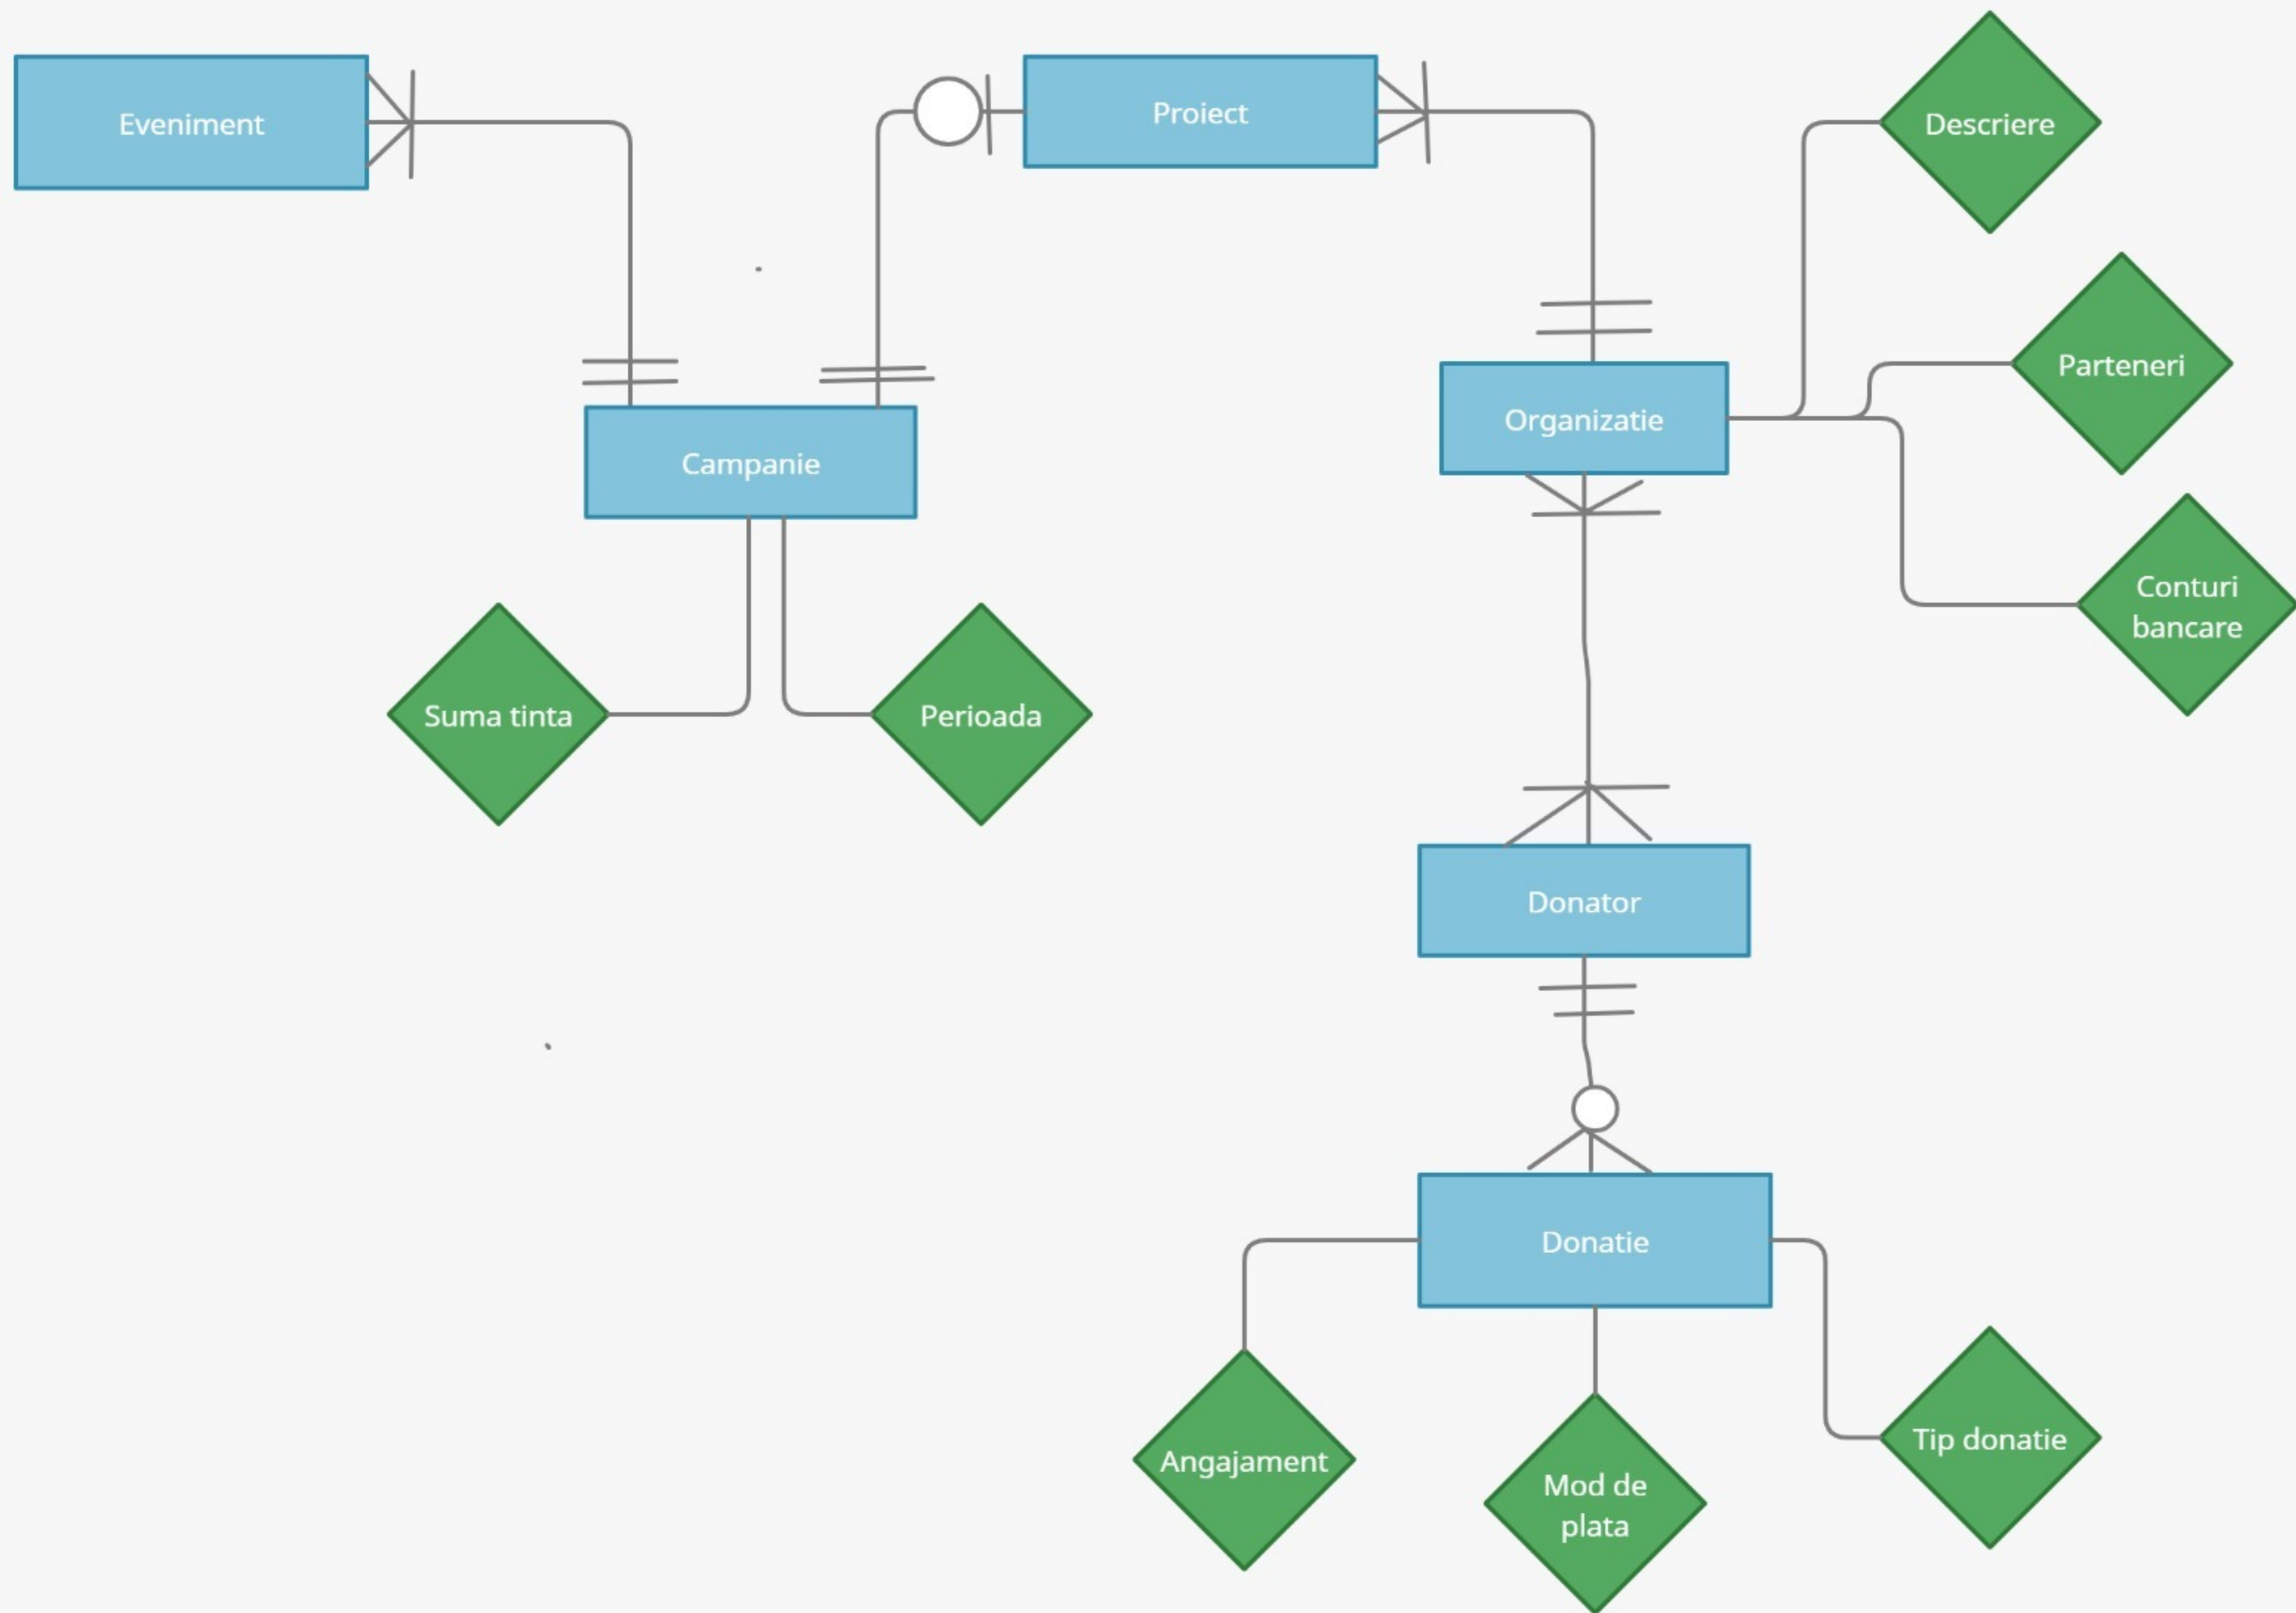 Eveniment
Proiect
Descriere
Parteneri
Organizatie
Campanie
Conturi
bancare
Suma tinta
Perioada
Donator
Donatie
Angajament
Mod de
plata
Tip donatie